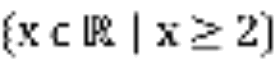 {x ∈ ℝ | x ≥ 2}